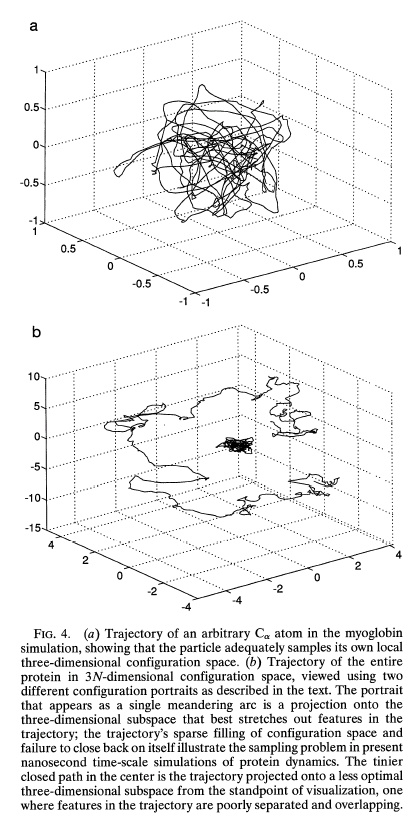 a
1
0.5
0
-0.5
-1
1
0.5
0
-0.5
-1
-1
-0.5
0
0.5
1
b
10
5
0
-5
-10
-15
4
2
0
-2
-4
-4
-2
0
2
4
FIG. 4. (a) Trajectory of an arbitrary Cα atom in the myoglobin
simulation, showing that the particle adequately samples its own local
three-dimensional configuration space. (b) Trajectory of the entire
protein in 3N-dimensional configuration space, viewed using two
different configuration portraits as described in the text. The portrait
that appears as a single meandering arc is a projection onto the
three-dimensional subspace that best stretches out features in the
trajectory; the trajectory's sparse filling of configuration space and
failure to close back on itself illustrate the sampling problem in present
nanosecond time-scale simulations of protein dynamics. The tinier
closed path in the center is the trajectory projected onto a less optimal
three-dimensional subspace from the standpoint of visualization, one
where features in the trajectory are poorly separated and overlapping.